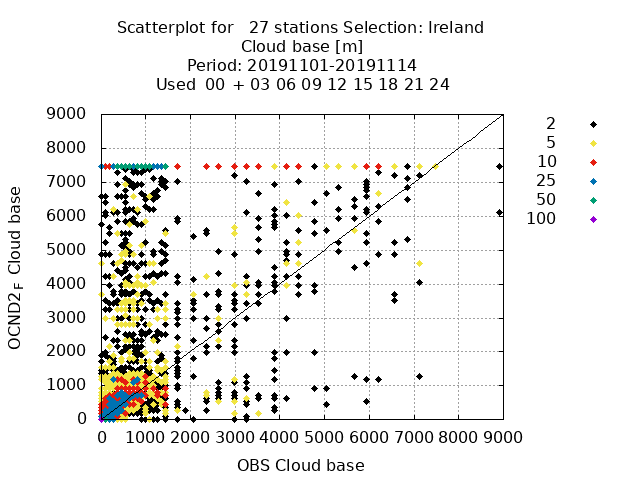 Scatterplot for 27 stations Selection: Ireland
Cloud base [m]
Period: 20191101-20191114
Used 00 + 03 06 09 12 15 18 21 24
9000
8000
7000
6000
5000
4000
3000
2000
1000
0
0 1000 2000 3000 4000 5000 6000 7000 8000 9000
OBS Cloud base
OCND2F Cloud base
2
5
10
25
50
100